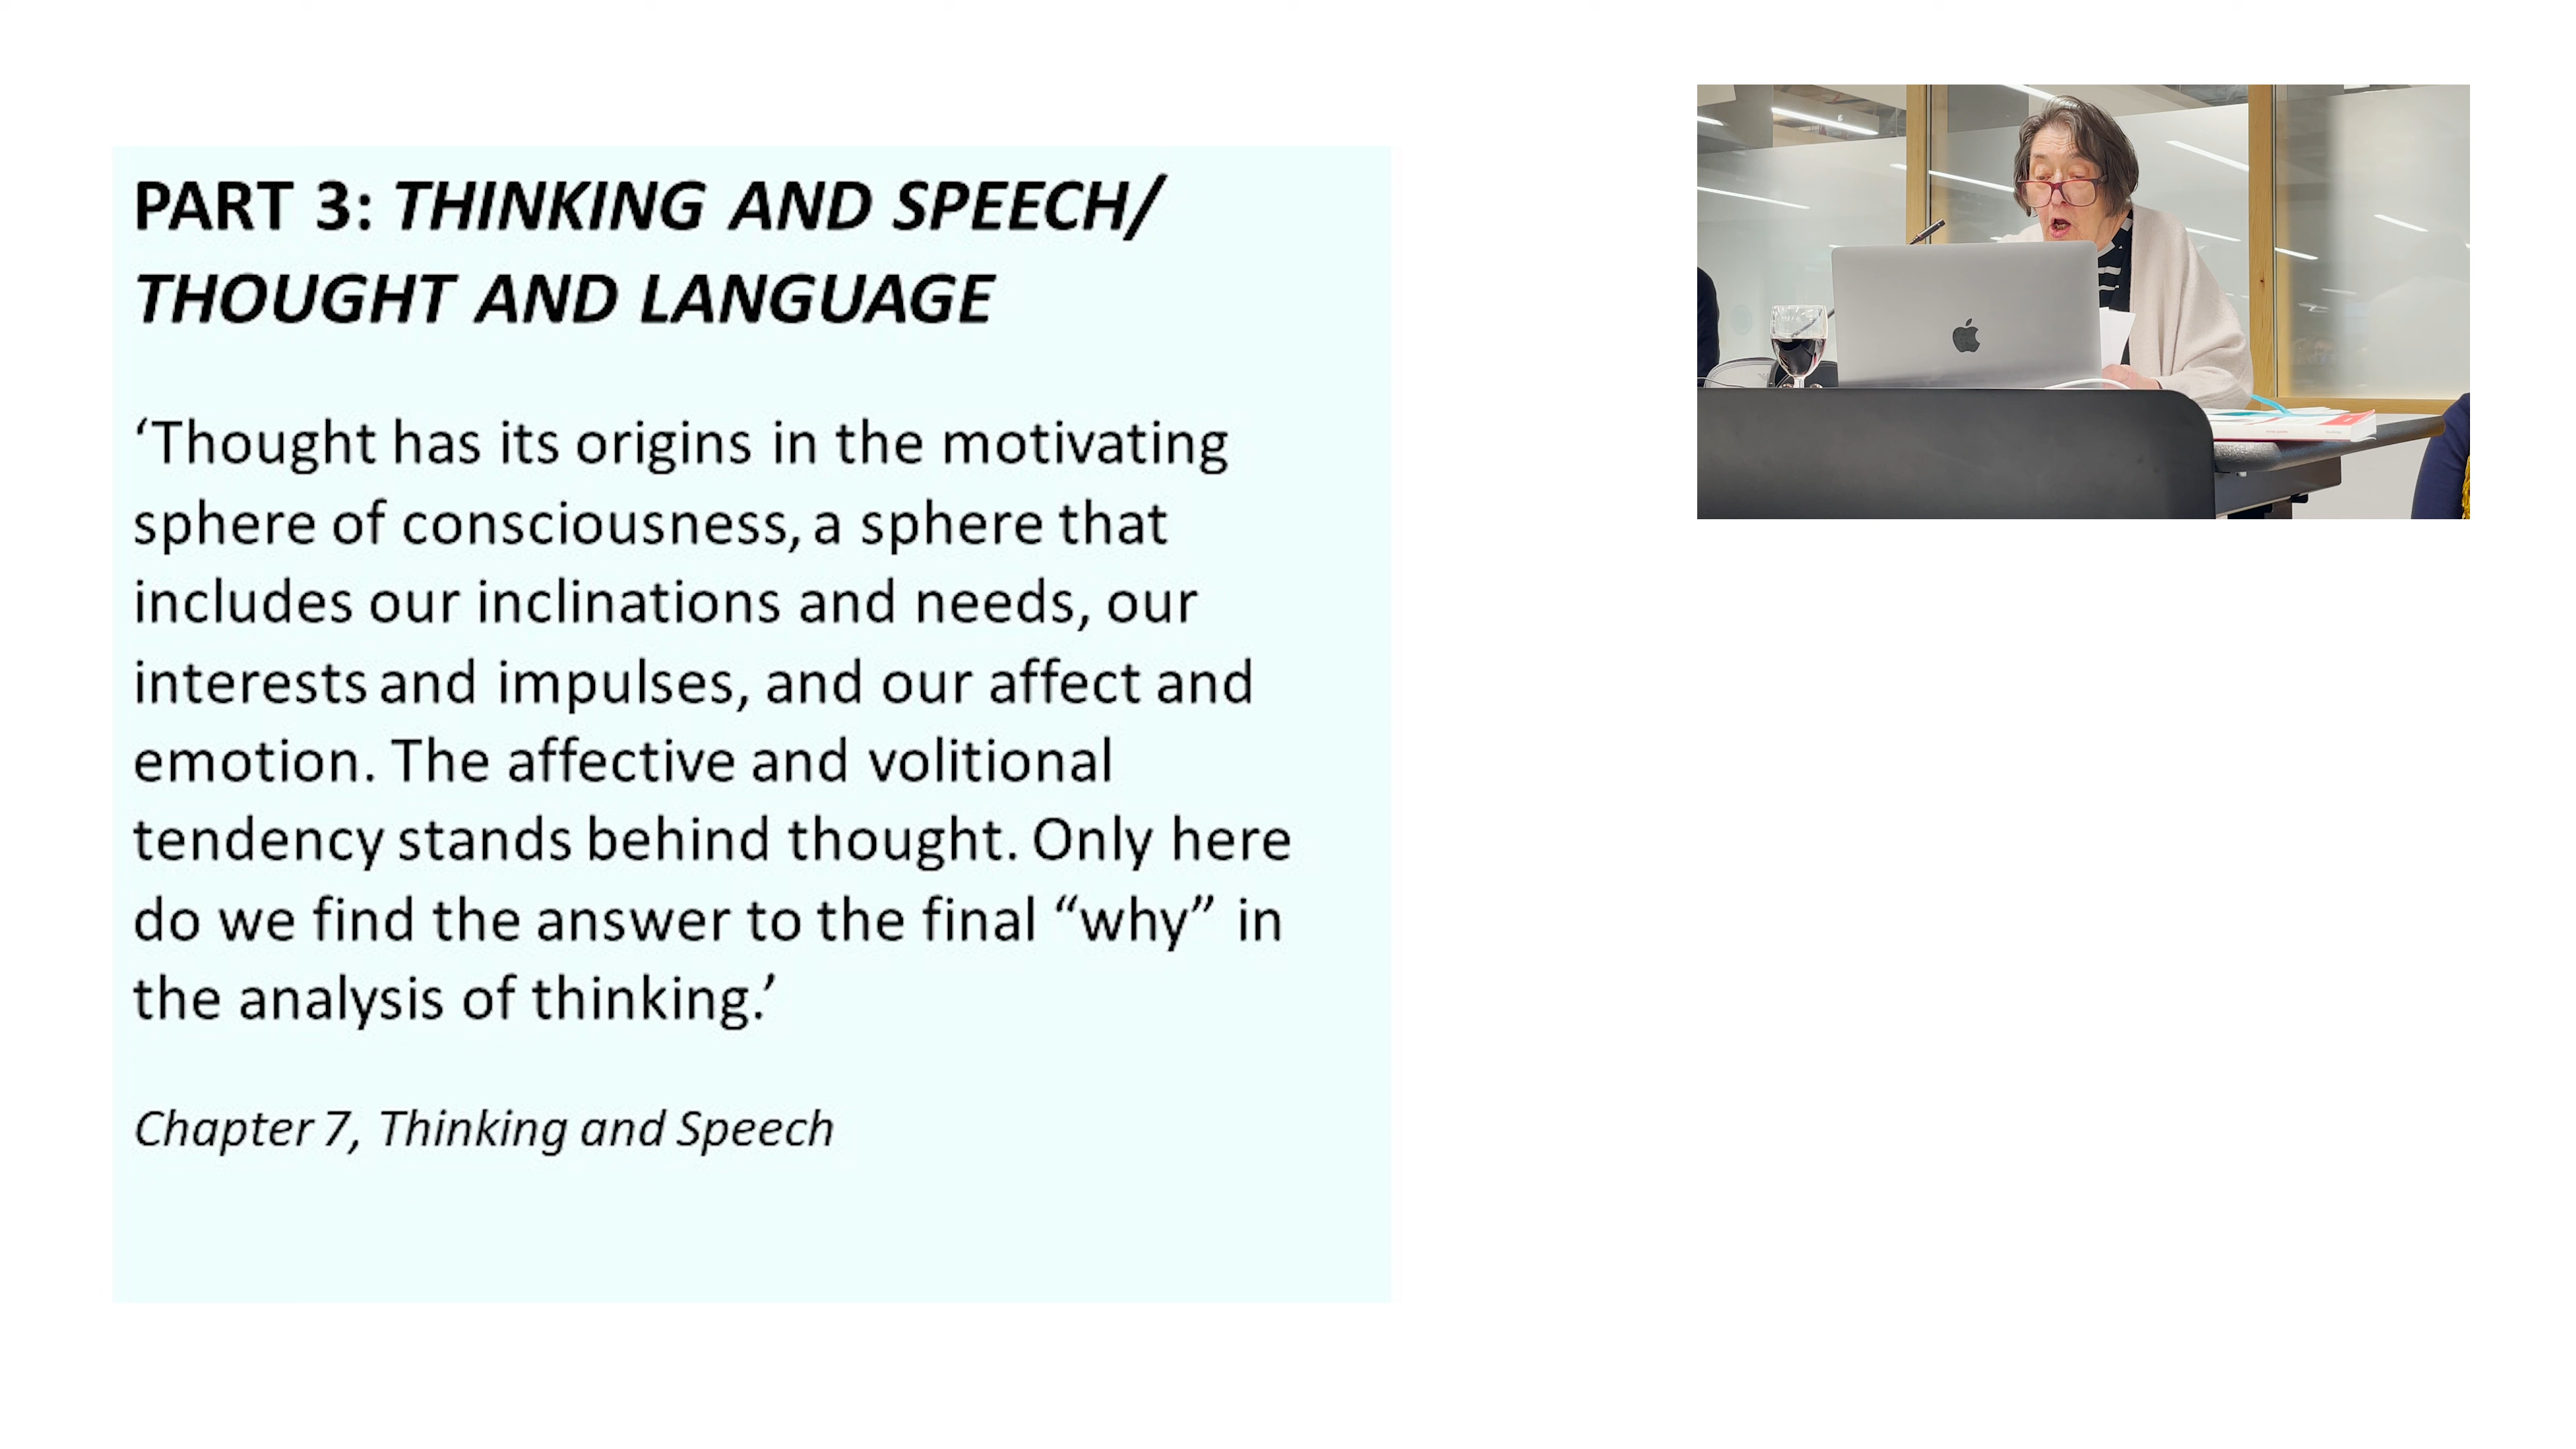 PART 3: THINKING AND SPEECH/
THOUGHT AND LANGUAGE
‘Thought has its origins in the motivating
sphere of consciousness, a sphere that
includes our inclinations and needs, our
interests and impulses, and our affect and
emotion. The affective and volitional
tendency stands behind thought. Only here
do we find the answer to the final “why” in
the analysis of thinking.’
Chapter 7, Thinking and Speech